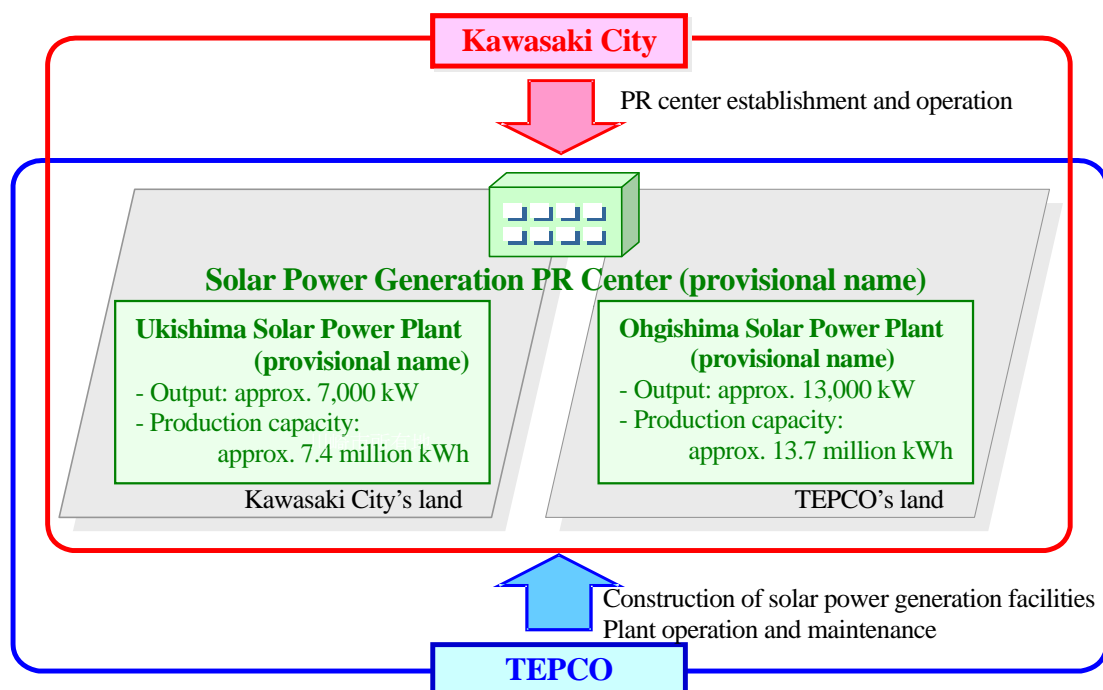 Kawasaki City
PR center establishment and operation
Solar Power Generation PR Center (provisional name)
Ukishima Solar Power Plant
(provisional name)
- Output: approx. 7,000 kW
- Production capacity:
approx. 7.4 million kWh
Kawasaki City’s land
Ohgishima Solar Power Plant
(provisional name)
- Output: approx. 13,000 kW
- Production capacity:
approx. 13.7 million kWh
TEPCO’s land
Construction of solar power generation facilities
Plant operation and maintenance
TEPCO